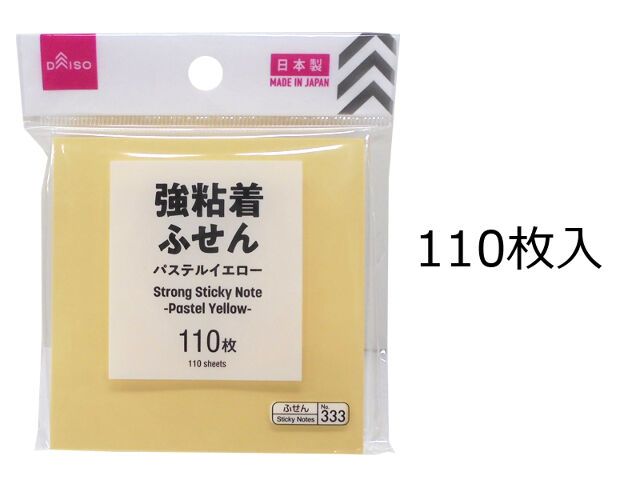 DAISO
日本製
MADE IN JAPAN
強粘着
ふせん
パステルイエロー
Strong Sticky Note
-Pastel Yellow-
110枚
110 sheets
ふせん
Sticky Notes
No.
333
110枚入